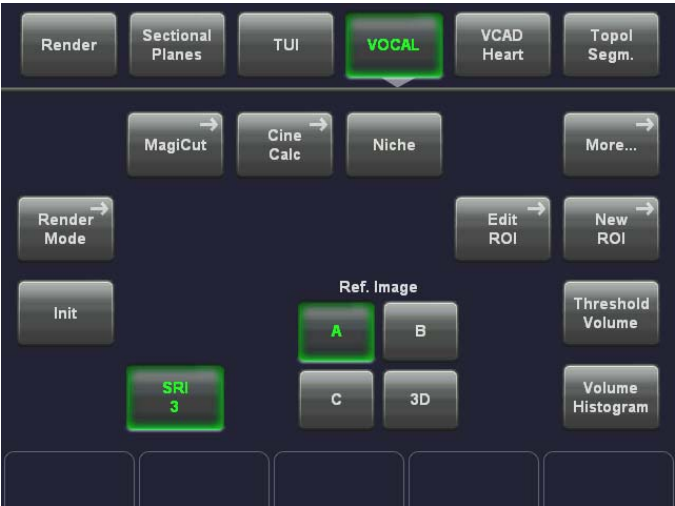 Render
Sectional
Planes
TUI
VOCAL
VCAD
Heart
Topol
Segm.
MagiCut
Cine
Calc
Niche
More...
Render
Mode
Edit
ROI
New
ROI
Init
Ref. Image
A
B
Threshold
Volume
SRI
3
C
3D
Volume
Histogram